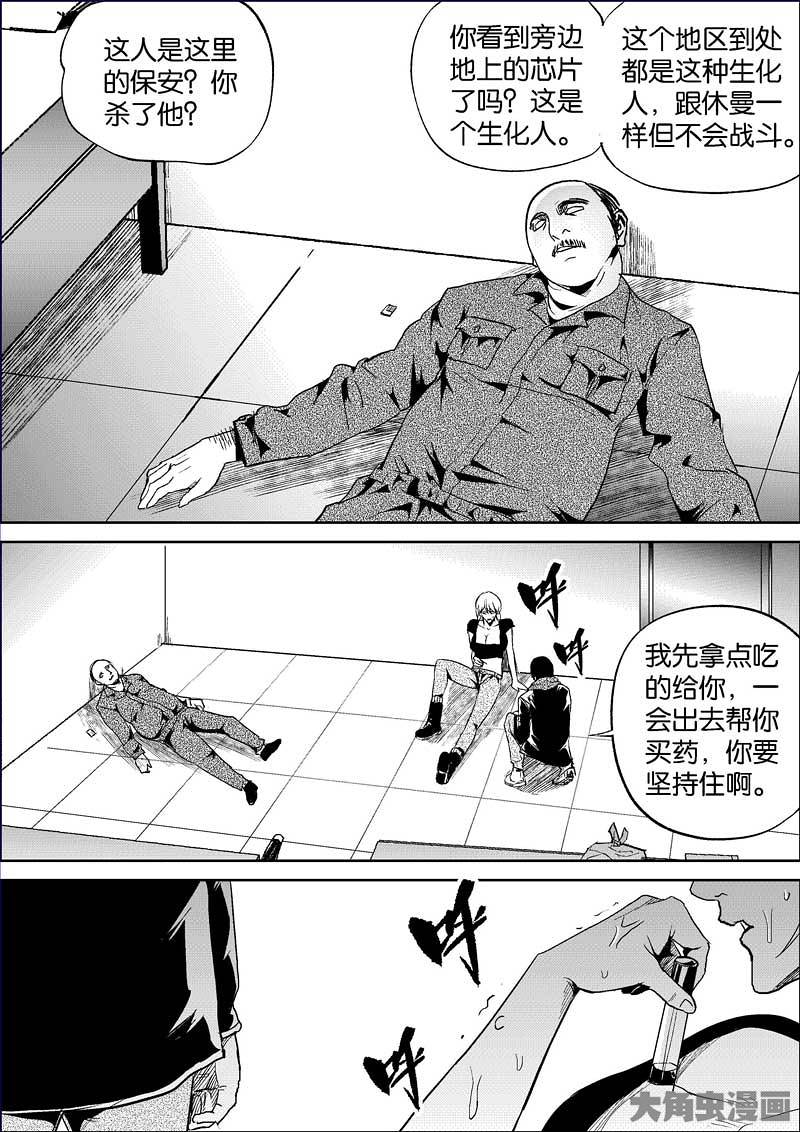 这人是这里
的保安？你
杀了他？
你看到旁边
地上的芯片
了吗？这是
个生化人。
这个地区到处
都是这种生化
人，跟休曼一
样但不会战斗。
呼
呼
我先拿点吃
的给你，一
会出去帮你
买药，你要
坚持住啊。
呼
呼
大角虫漫画